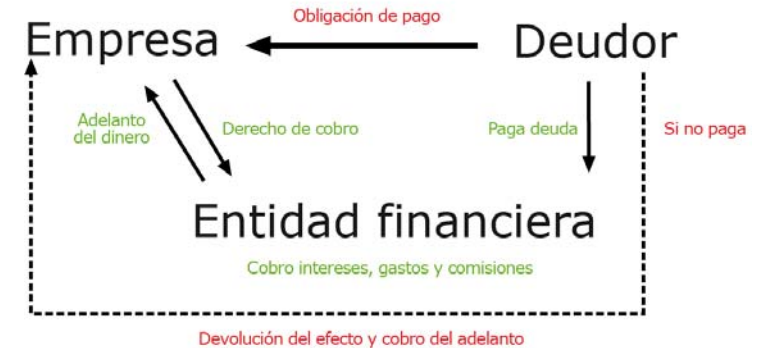 Obligación de pago
Empresa
Deudor
Adelanto
del dinero
Derecho de cobro
Paga deuda
Si no paga
Entidad financiera
Cobro intereses, gastos y comisiones
Devolución del efecto y cobro del adelanto